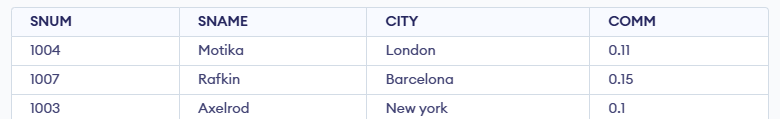 SNUM SNAME CITY COMM
1004 Motika London 0.11
1007 Rafkin Barcelona 0.15
1003 Axelrod New york 0.1